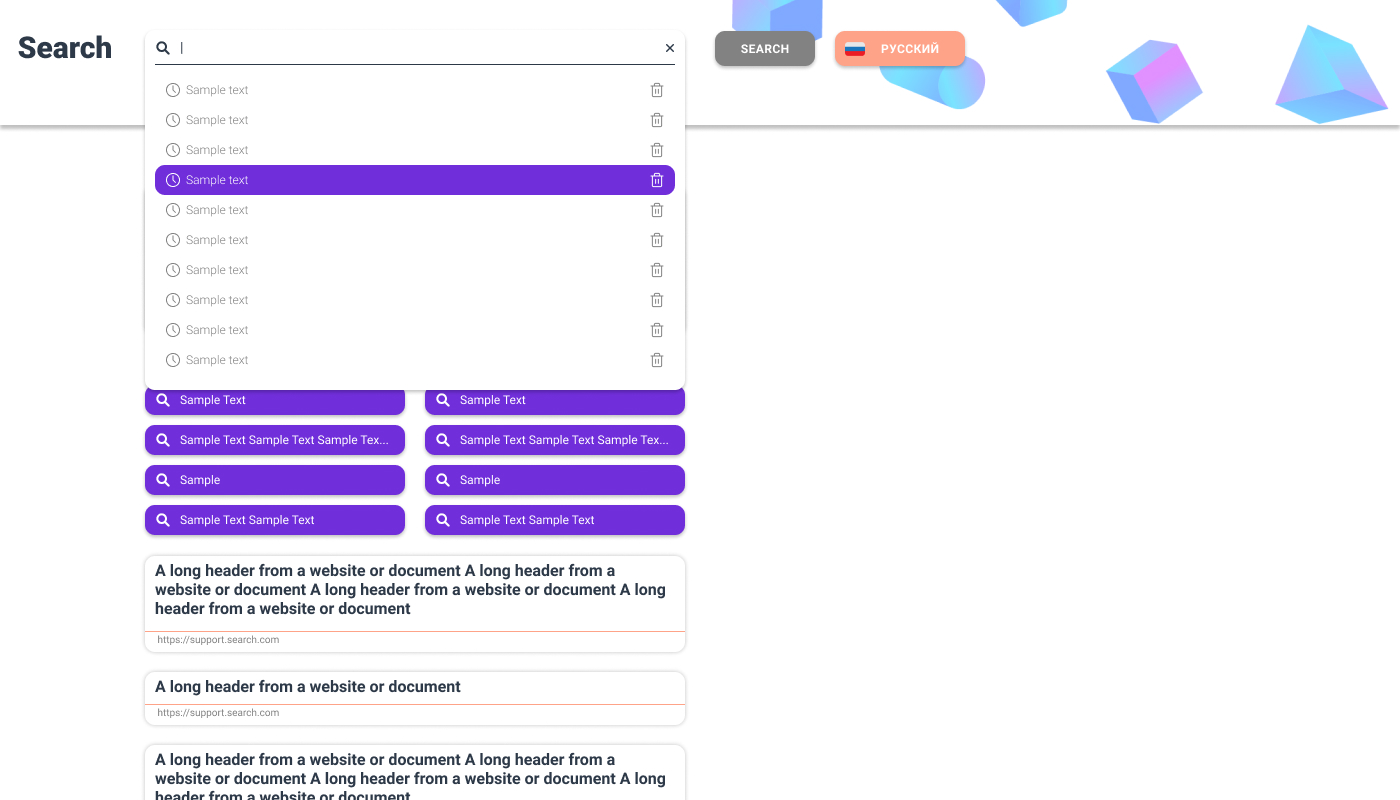 Search
SEARCH
РУССКИЙ
Sample text
Sample text
Sample text
Sample text
Sample text
Sample text
Sample text
Sample text
Sample text
Sample text
Sample Text
Sample Text
Sample Text Sample Text Sample Tex...
Sample Text Sample Text Sample Tex...
Sample
Sample
Sample Text Sample Text
Sample Text Sample Text
A long header from a website or document A long header from a
website or document A long header from a website or document A long
header from a website or document
https://support.search.com
A long header from a website or document
https://support.search.com
A long header from a website or document A long header from a
website or document A long header from a website or document A long
header from a website or document